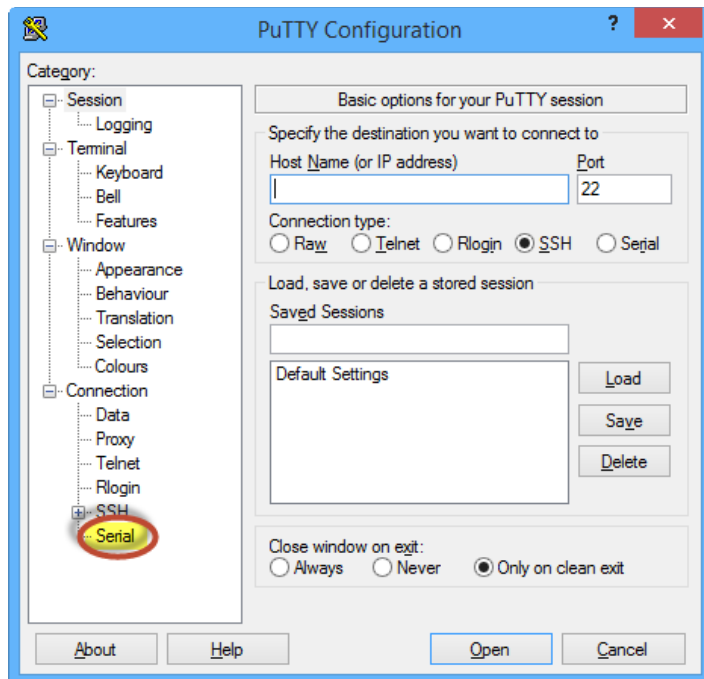 PuTTY Configuration
?
×
Category:
Session
Logging
Terminal
Keyboard
Bell
Features
Window
Appearance
Behaviour
Translation
Selection
Colours
Connection
Data
Proxy
Telnet
Rlogin
SSH
Serial
Basic options for your PuTTY session
Specify the destination you want to connect to
Host Name (or IP address) Port
22
Connection type:
Raw Telnet Rlogin SSH Serial
Load, save or delete a stored session
Saved Sessions
Default Settings
Load
Save
Delete
Close window on exit:
Always Never Only on clean exit
About Help Open Cancel